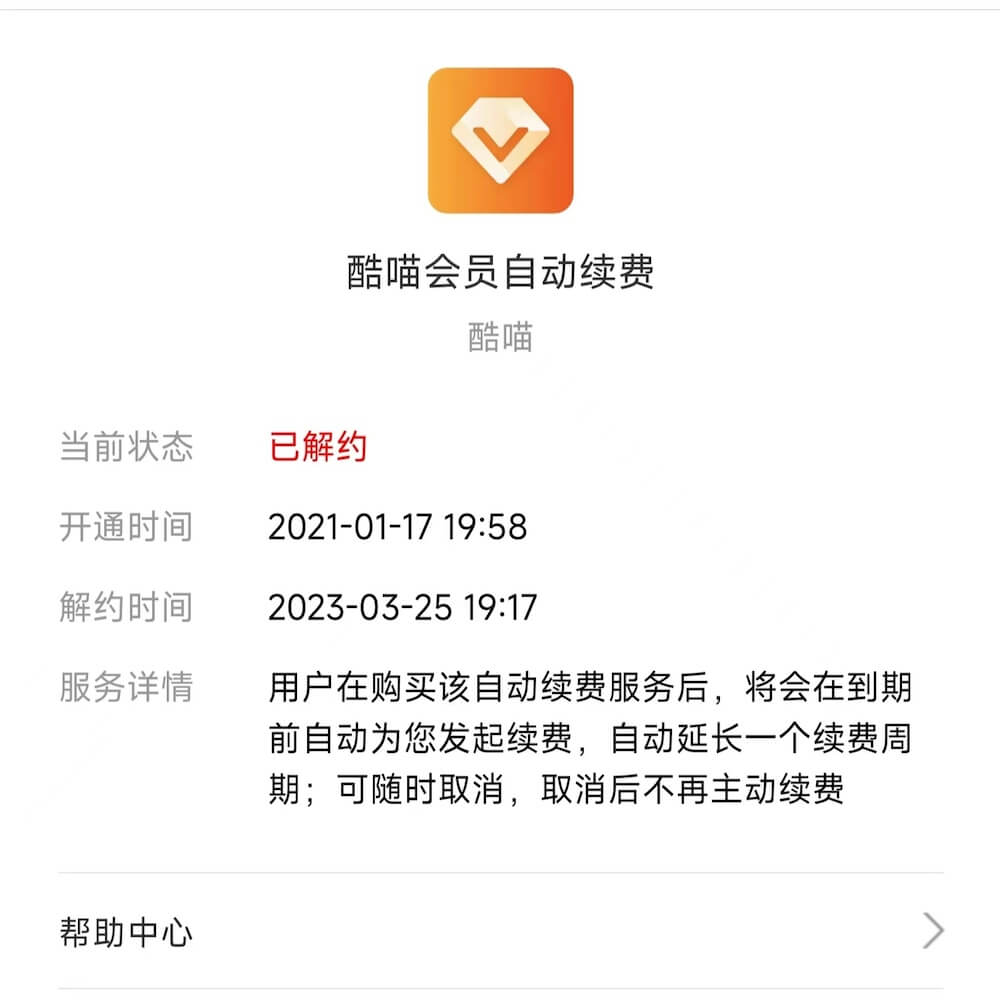 酷喵会员自动续费
酷喵
当前状态 已解约
开通时间 2021-01-17 19:58
解约时间 2023-03-25 19:17
服务详情 用户在购买该自动续费服务后，将会在到期
前自动为您发起续费，自动延长一个续费周
期；可随时取消，取消后不再主动续费
帮助中心